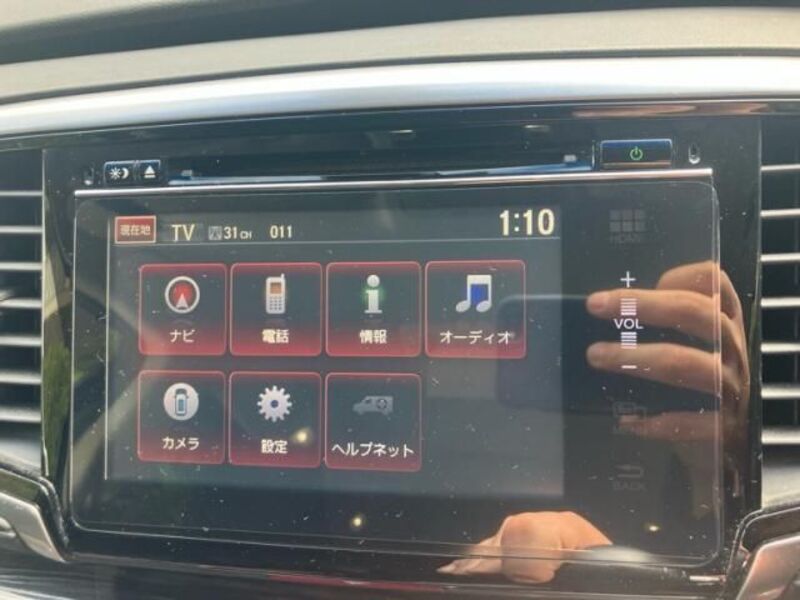 現在地 TV 31CH 011 1:10
HOME
ナビ 電話 情報 オーディオ
+
VOL
−
カメラ 設定 ヘルプネット
BACK